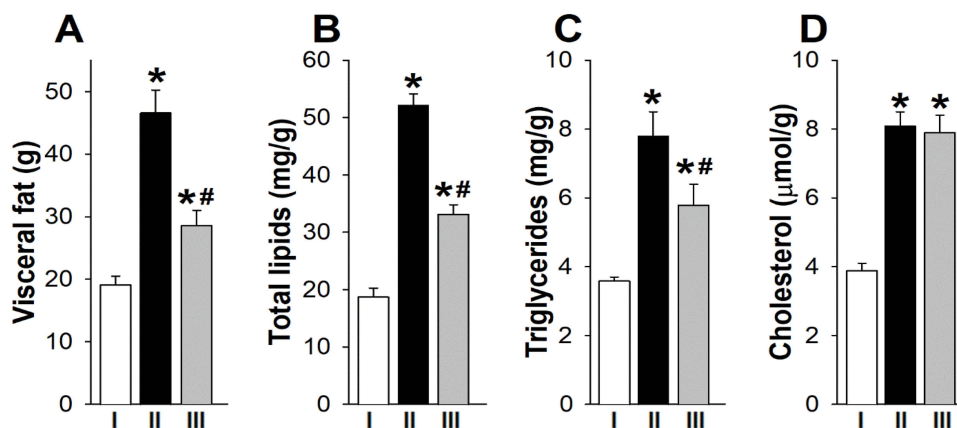 A
Visceral fat (g)
50
40
30
20
10
0
*
*#
I II III
B
Total lipids (mg/g)
60
50
40
30
20
10
0
*
*#
I II III
C
Triglycerides (mg/g)
10
8
6
4
2
0
*
*#
I II III
D
Cholesterol (μmol/g)
10
8
6
4
2
0
*
*
I II III